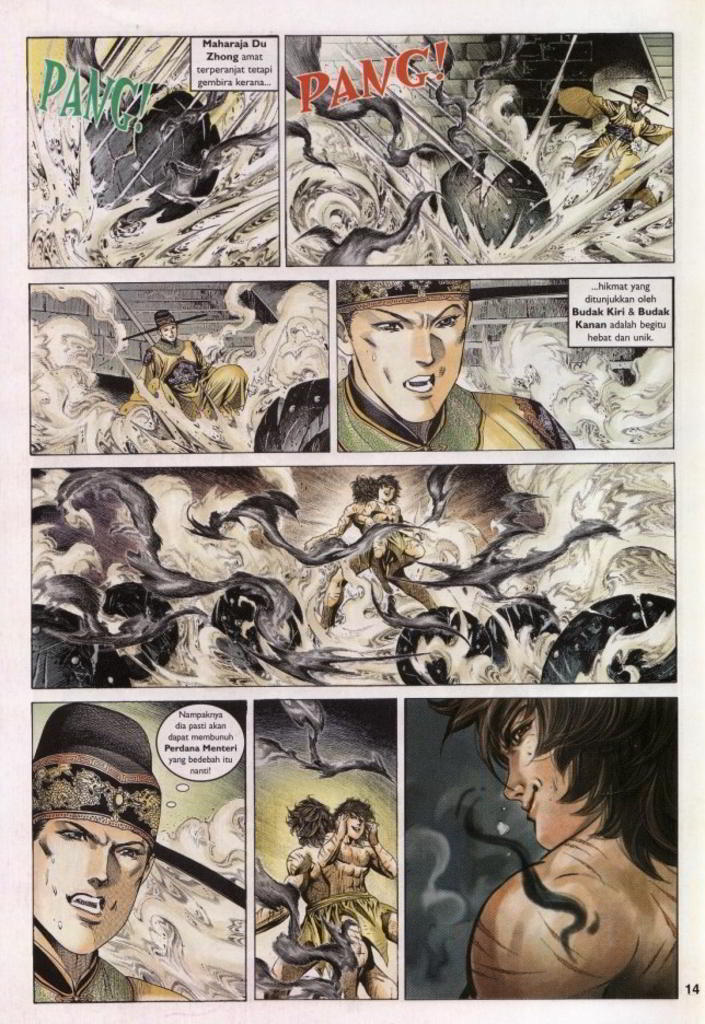 PANG!
Maharaja Du
Zhong amat
terperanjat tetapi
gembira kerana...
PANG!
...hikmat yang
ditunjukkan oleh
Budak Kiri & Budak
Kanan adalah begitu
hebat dan unik.
Nampaknya
dia pasti akan
dapat membunuh
Perdana Menteri
yang bedebah itu
nanti!
14